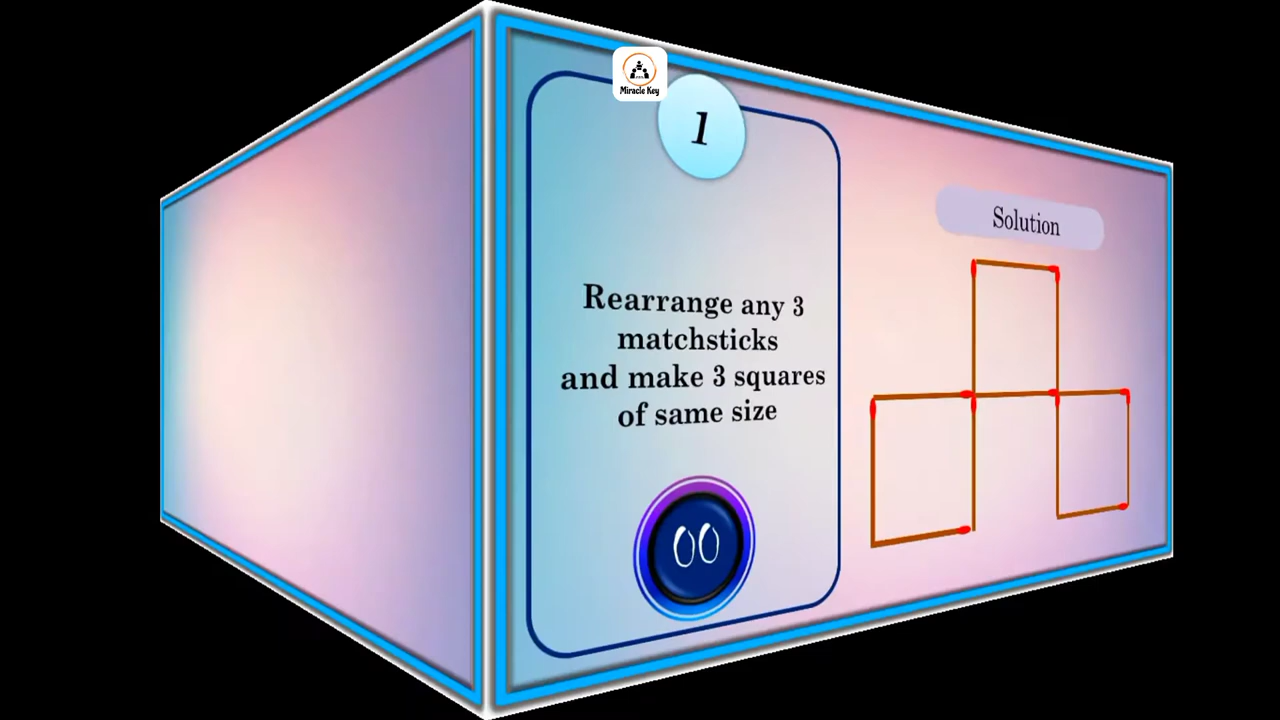 Miracle Key
1
Solution
Rearrange any 3
matchsticks
and make 3 squares
of same size
00